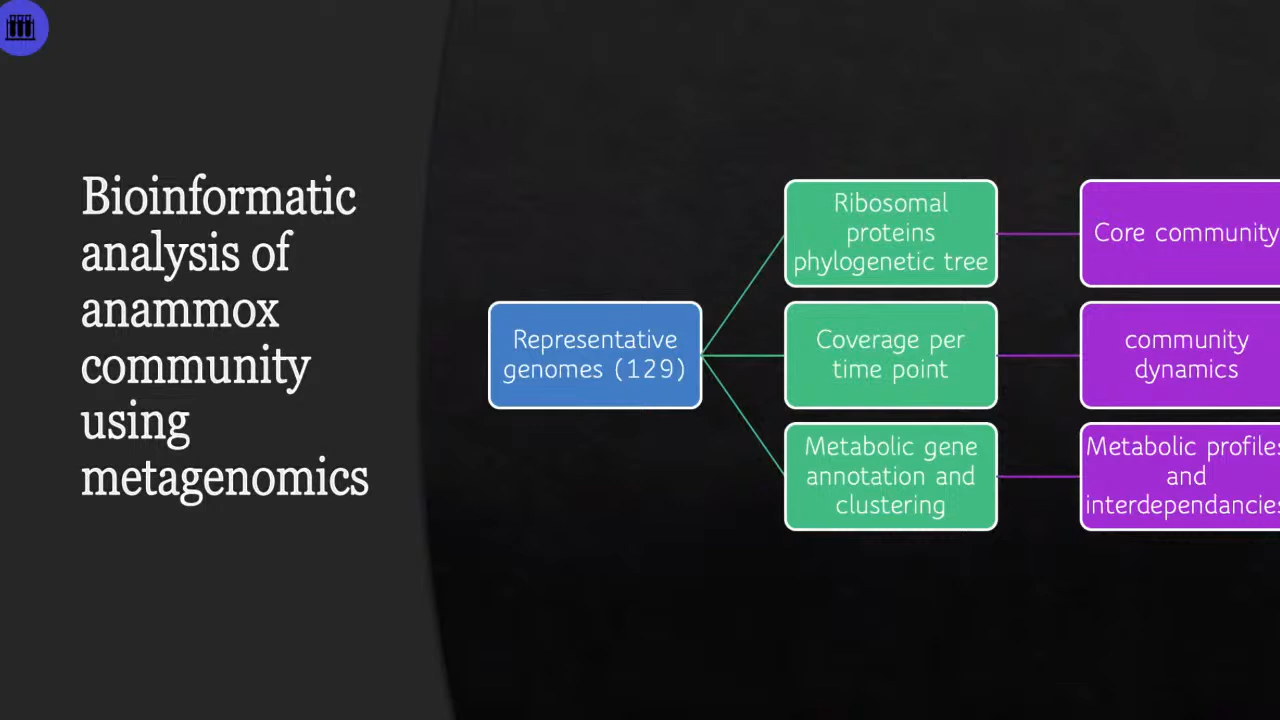 Bioinformatic
analysis of
anammox
community
using
metagenomics
Representative
genomes (129)
Ribosomal
proteins
phylogenetic tree
Coverage per
time point
Metabolic gene
annotation and
clustering
Core community
community
dynamics
Metabolic profiles
and
interdependancies